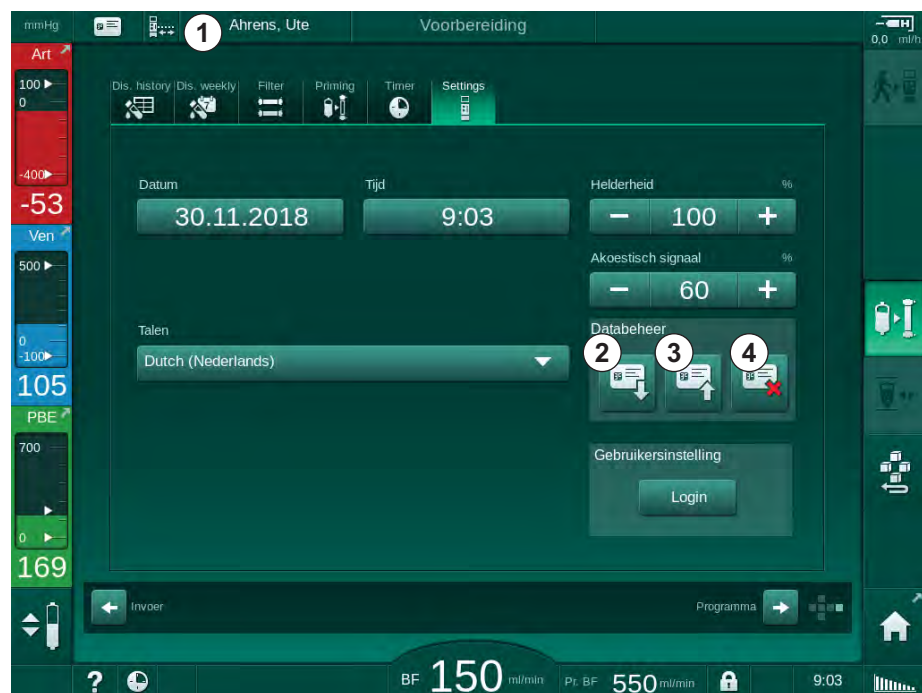 mmHg
1
Ahrens, Ute
Voorbereiding
0,0 ml/h
Art
100
0
-400
-53
Ven
500
0
-100
105
PBE
700
0
169
Dis. history Dis. weekly Filter Priming Timer Settings
Datum
30.11.2018
Tijd
9:03
Helderheid %
− 100 +
Akoestisch signaal %
− 60 +
Talen
Dutch (Nederlands)
Databeheer
2 3 4
Gebruikersinstelling
Login
Invoer
Programma
? BF 150 ml/min Pr. BF 550 ml/min 9:03